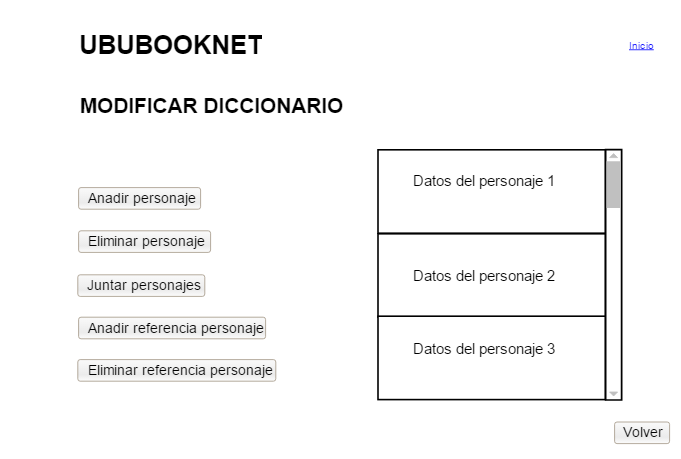 UBUBOOKNET
Inicio
MODIFICAR DICCIONARIO
Anadir personaje
Eliminar personaje
Juntar personajes
Anadir referencia personaje
Eliminar referencia personaje
Datos del personaje 1
Datos del personaje 2
Datos del personaje 3
Volver